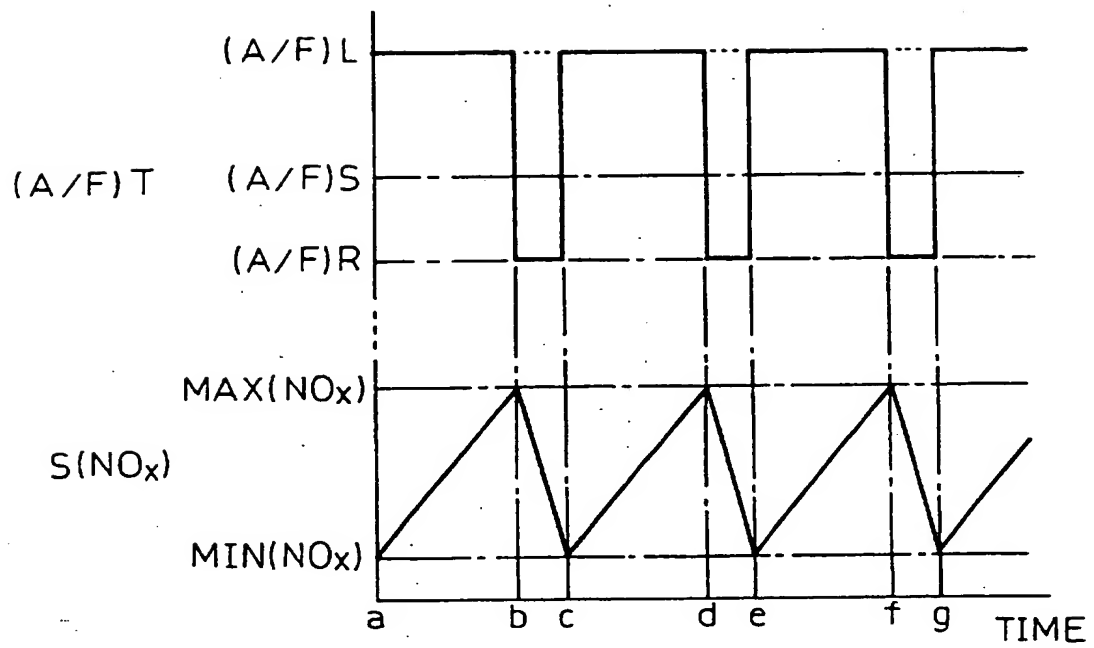 (A/F)L
(A/F)T (A/F)S
(A/F)R
MAX(NOx)
S(NOx)
MIN(NOx)
a b c d e f g
TIME